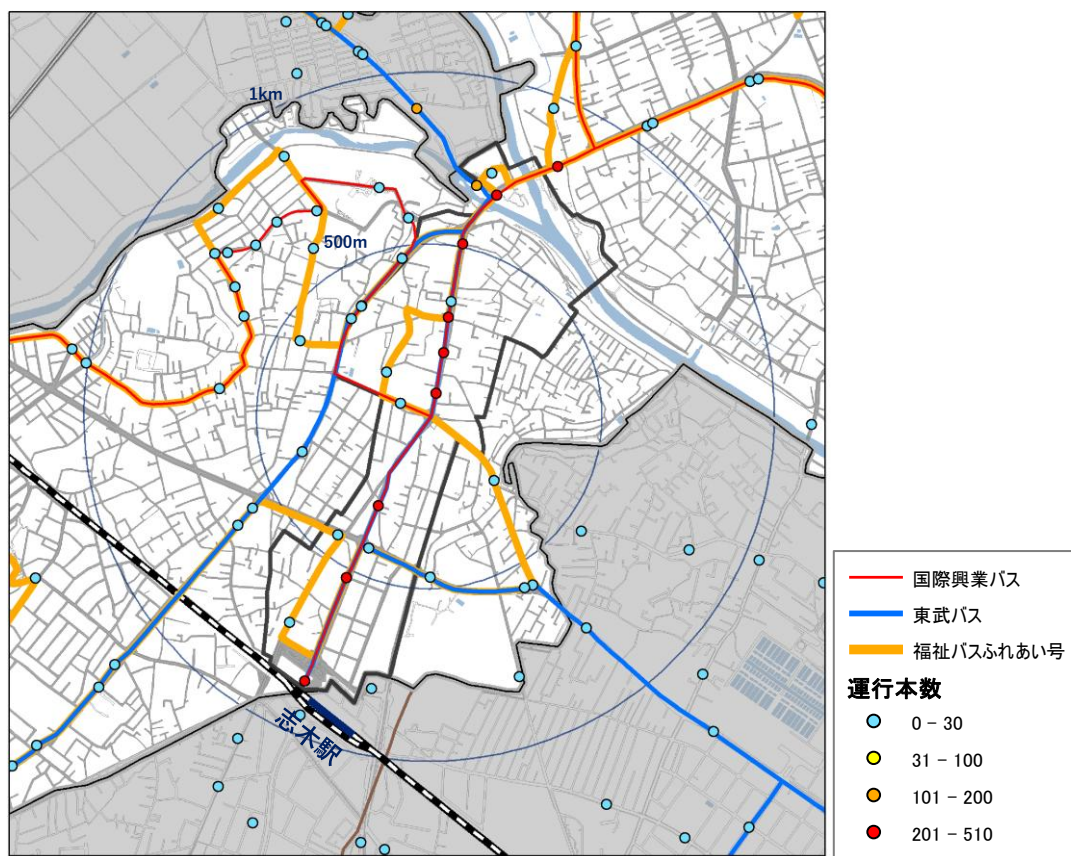 1km
500m
志木駅
国際興業バス
東武バス
福祉バスふれあい号
運行本数
0 – 30
31 – 100
101 – 200
201 – 510